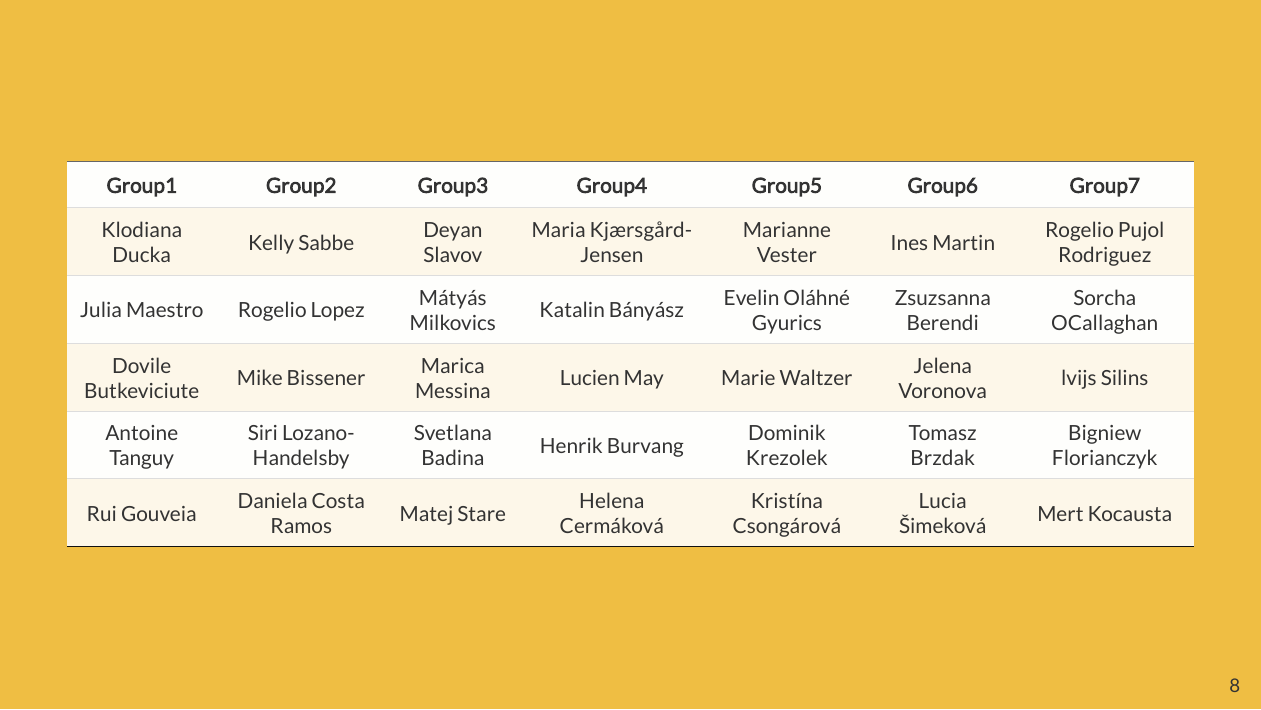 Group1 Group2 Group3 Group4 Group5 Group6 Group7
Klodiana Ducka Kelly Sabbe Deyan Slavov Maria Kjærsgård-Jensen Marianne Vester Ines Martin Rogelio Pujol Rodriguez
Julia Maestro Rogelio Lopez Mátyás Milkovics Katalin Bányász Evelin Oláhné Gyurics Zsuzsanna Berendi Sorcha OCallaghan
Dovile Butkeviciute Mike Bissener Marica Messina Lucien May Marie Waltzer Jelena Voronova Ivijs Silins
Antoine Tanguy Siri Lozano-Handelsby Svetlana Badina Henrik Burvang Dominik Krezolek Tomasz Brzdak Bigniew Florianczyk
Rui Gouveia Daniela Costa Ramos Matej Stare Helena Cermáková Kristína Csongárová Lucia Šimeková Mert Kocausta
8